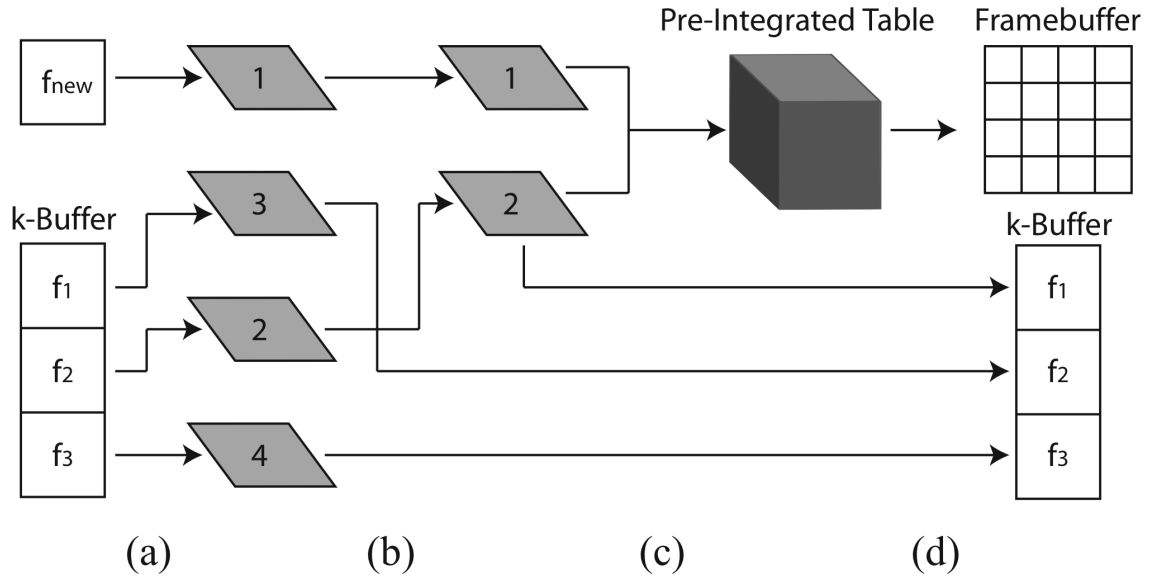 Pre-Integrated Table
Framebuffer
fnew
1
1
k-Buffer
3
2
k-Buffer
f1
f1
2
f2
f2
f3
4
f3
(a)
(b)
(c)
(d)